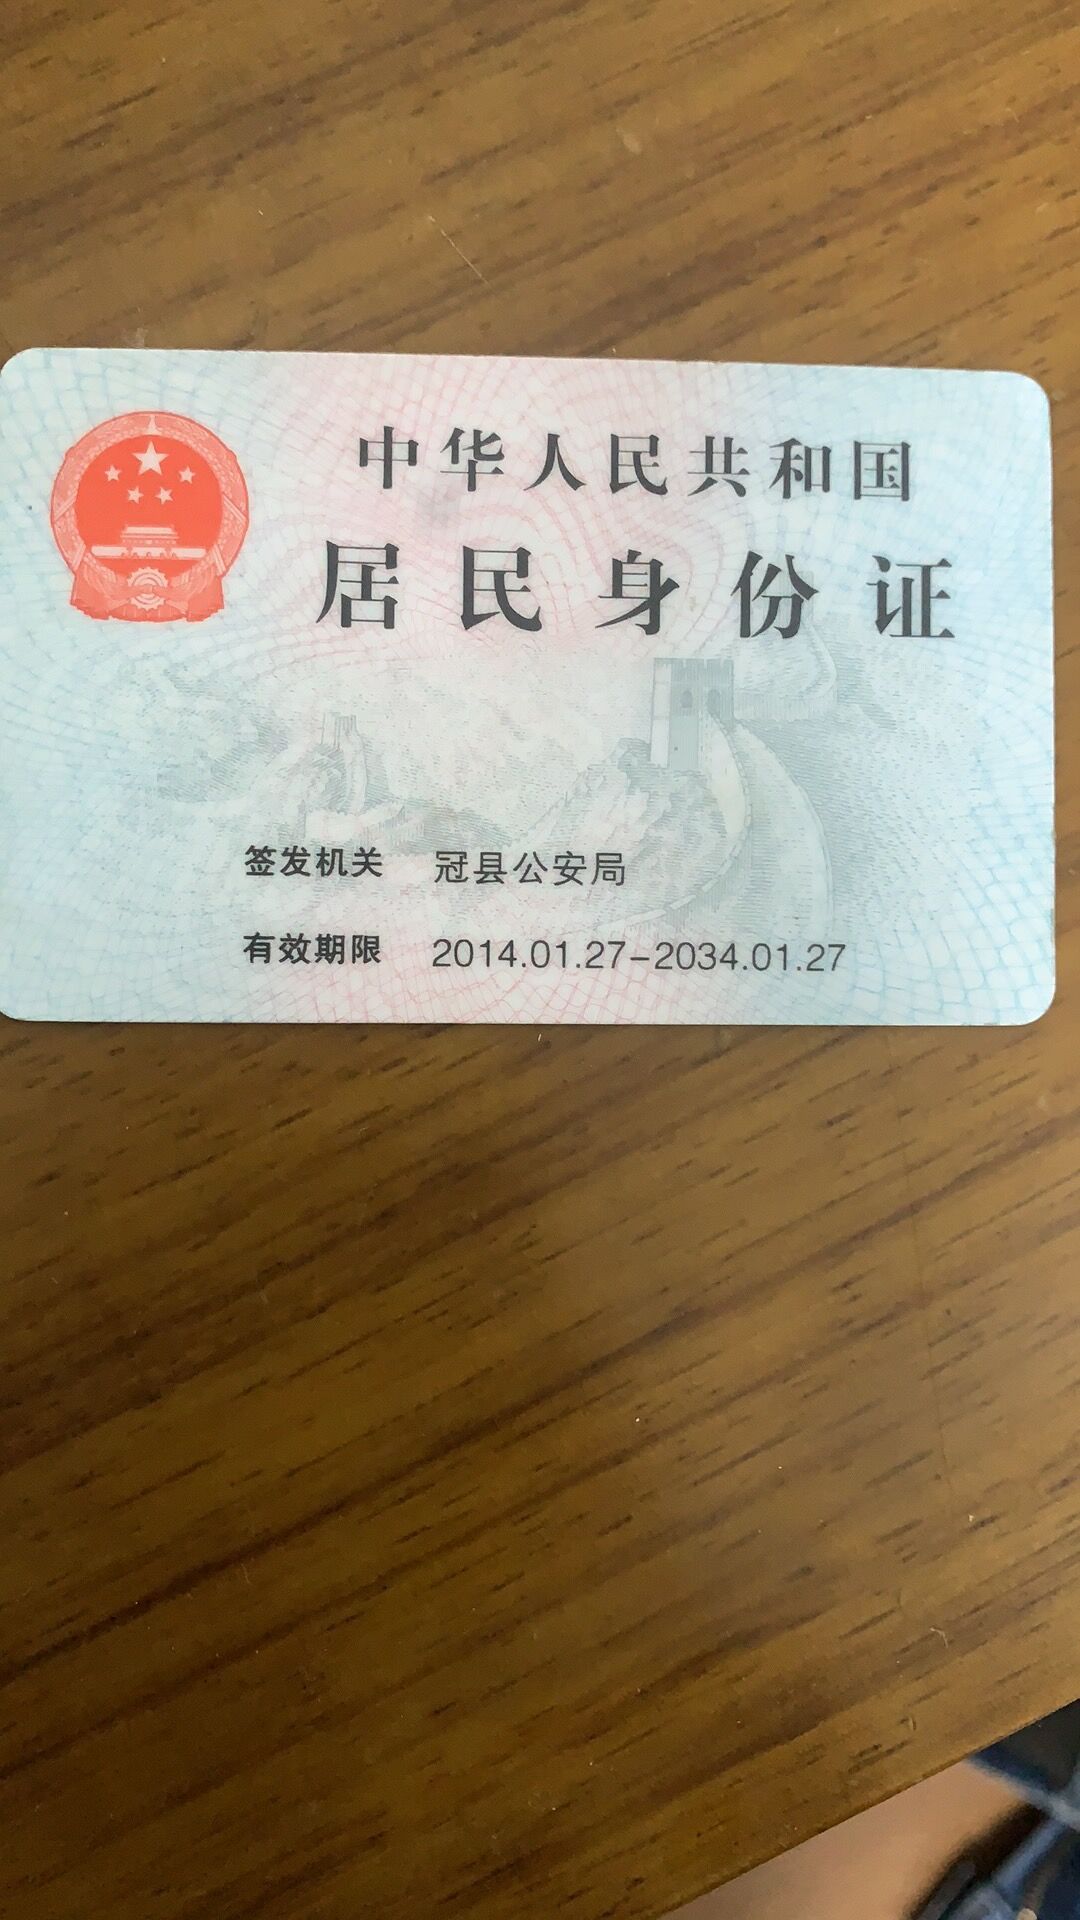 中华人民共和国
居民身份证
签发机关 冠县公安局
有效期限 2014.01.27-2034.01.27